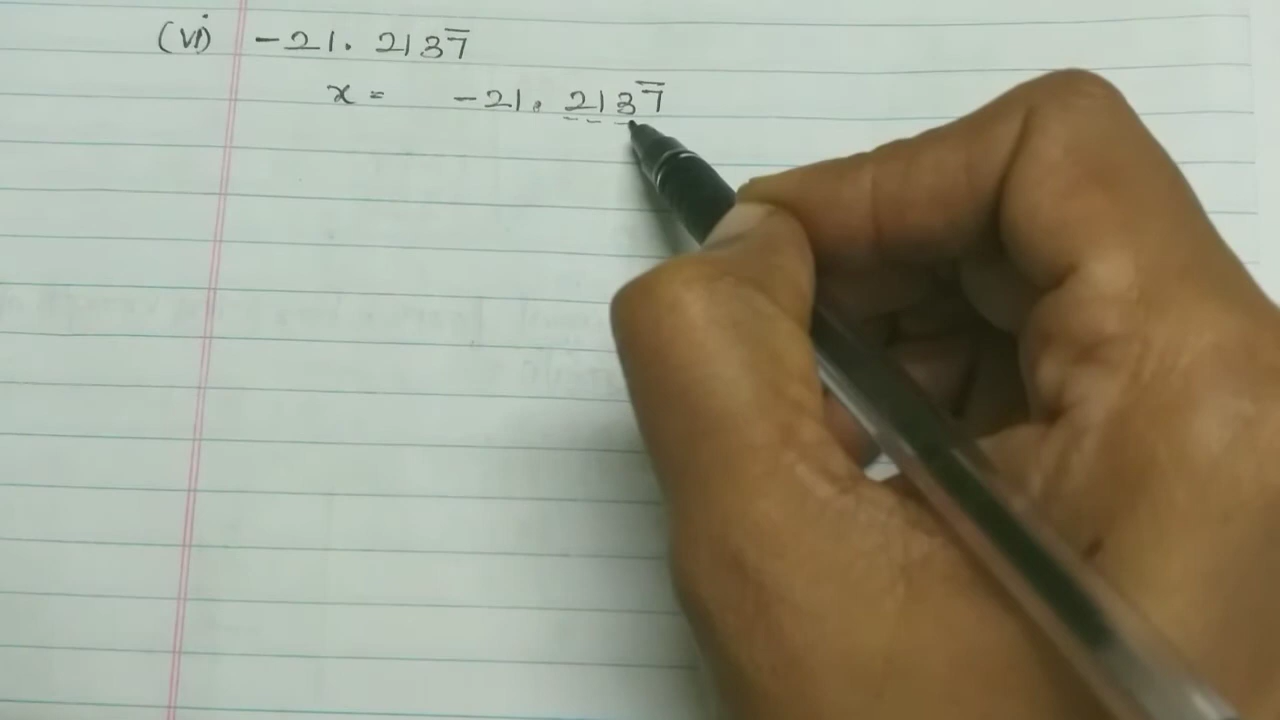 (vi) -21.2137̅
x = -21.2137̅